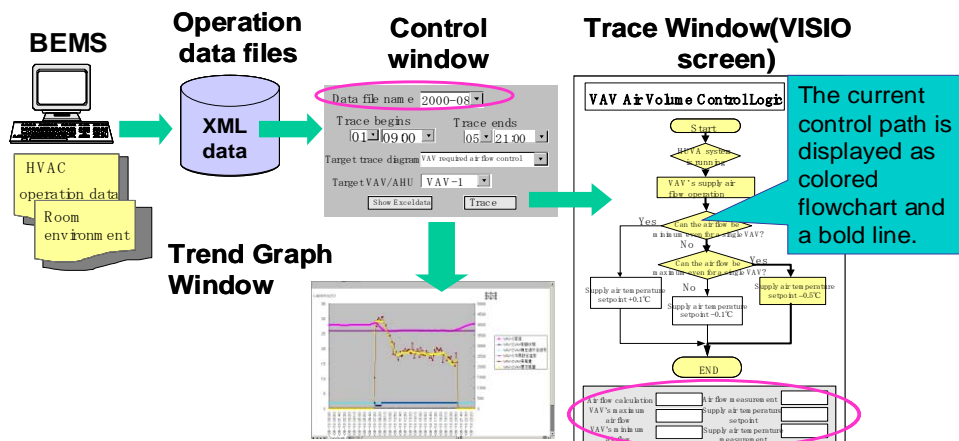 BEMS
Operation
data files
Control
window
Trace Window(VISIO
screen)
XML
data
HVAC
operation data
Room
environment
Data file name 2000-08
Trace begins Trace ends
01 09:00 05 21:00
Target trace diagram VAV required air flow control
Target VAV/AHU VAV-1
Show Exceldata Trace
Trend Graph
Window
VAV Air Volume Control Logic
Start
HUVA system
is running
VAV's supply air
flow operation
Yes
Can the air flow be
minimum even for a single VAV?
No
Can the air flow be
maximum even for a single VAV?
Yes
No
Supply air temperature
setpoint +0.1℃
Supply air temperature
setpoint -0.1℃
Supply air temperature
setpoint -0.5℃
END
The current
control path is
displayed as
colored
flowchart and
a bold line.
Air flow calculation
Air flow measurement
VAV's maximum
airflow
Supply air temperature
setpoint
VAV's minimum
airflow
Supply air temperature
measurement